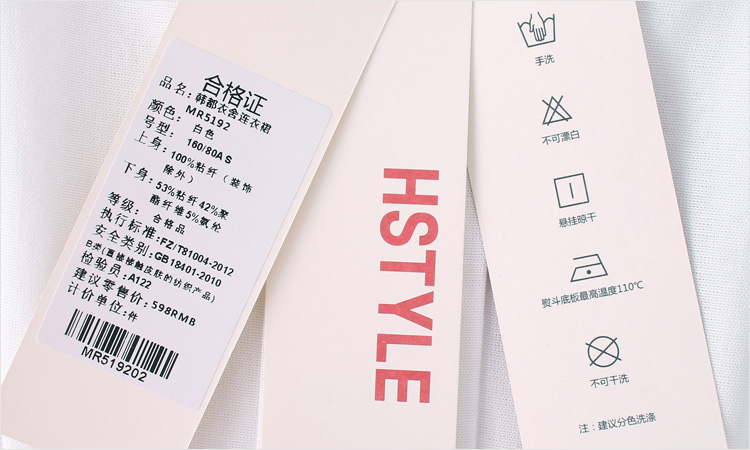 合格证
品名:韩都衣舍连衣裙
MR5192
颜色: 白色
号型: 160/80A S
上身: 100%粘纤(装饰
除外)
下身: 53%粘纤42%聚
酯纤维5%氨纶
等级: 合格品
执行标准:FZ/T81004-2012
安全类别:GB18401-2010
B类(直接接触皮肤的纺织产品)
检验员:A122
建议零售价:598RMB
计价单位:件
MR519202
HSTYLE
手洗
不可漂白
悬挂晾干
熨斗底板最高温度110℃
不可干洗
注:建议分色洗涤